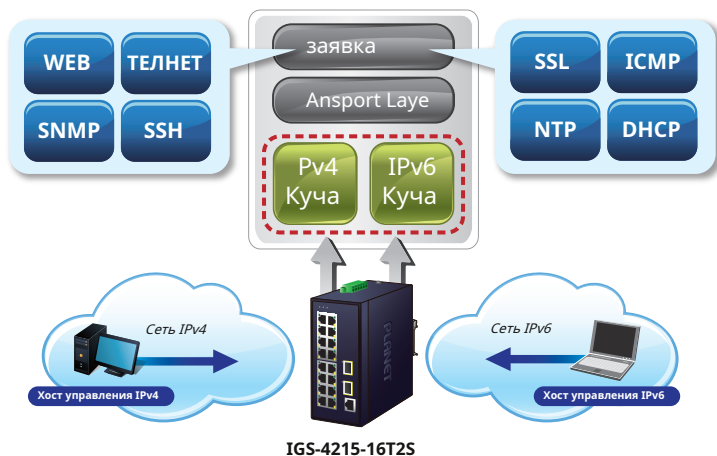 WEB
ТЕЛНЕТ
SNMP
SSH
заявка
Ansport Laye
Pv4
Куча
IPv6
Куча
SSL
ICMP
NTP
DHCP
Сеть IPv4
Хост управления IPv4
PLANET
Сеть IPv6
Хост управления IPv6
IGS-4215-16T2S